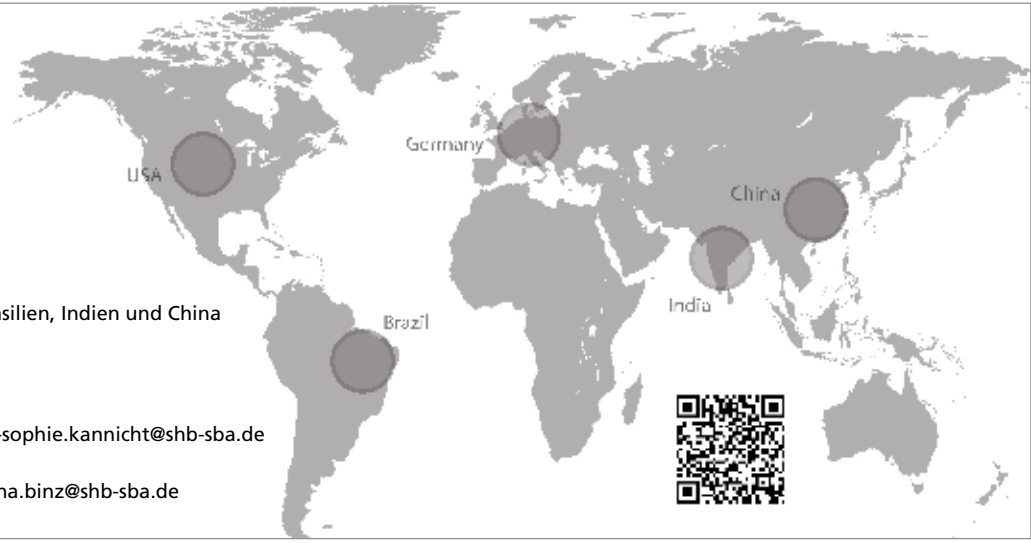 Germany
USA
China
India
silien, Indien und China
Brazil
-sophie.kannicht@shb-sba.de
na.binz@shb-sba.de